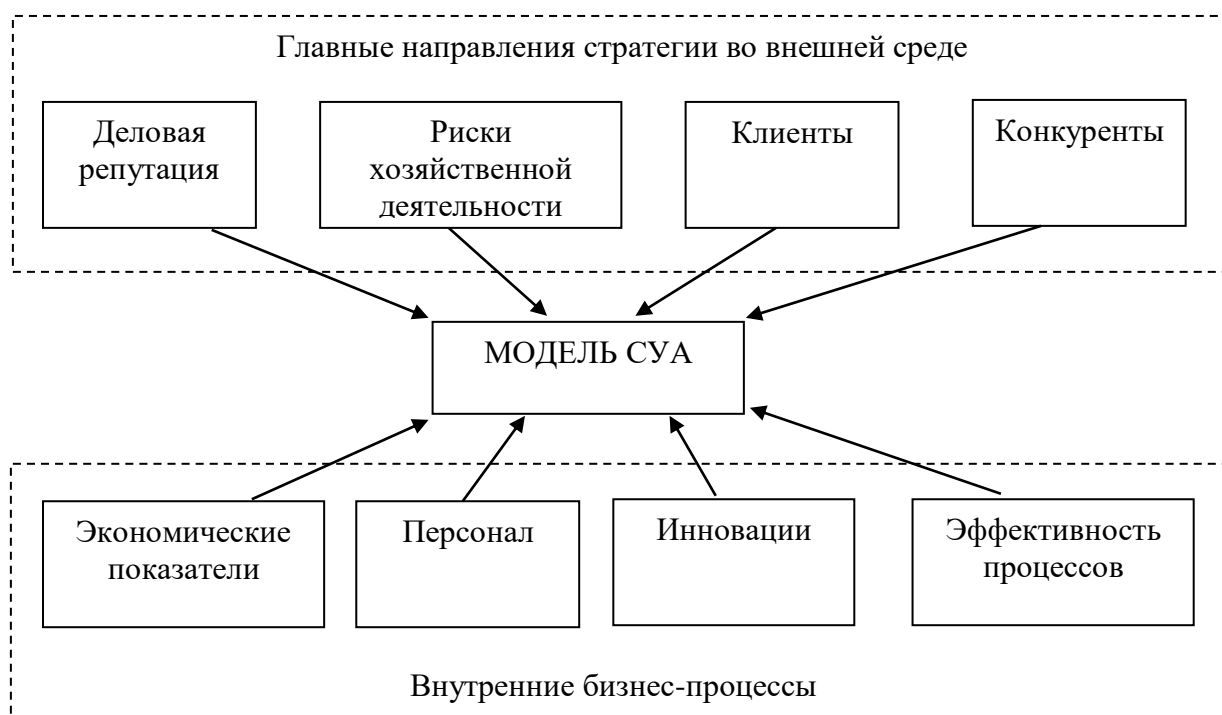 Главные направления стратегии во внешней среде
Деловая
репутация
Риски
хозяйственной
деятельности
Клиенты
Конкуренты
МОДЕЛЬ СУА
Экономические
показатели
Персонал
Инновации
Эффективность
процессов
Внутренние бизнес-процессы